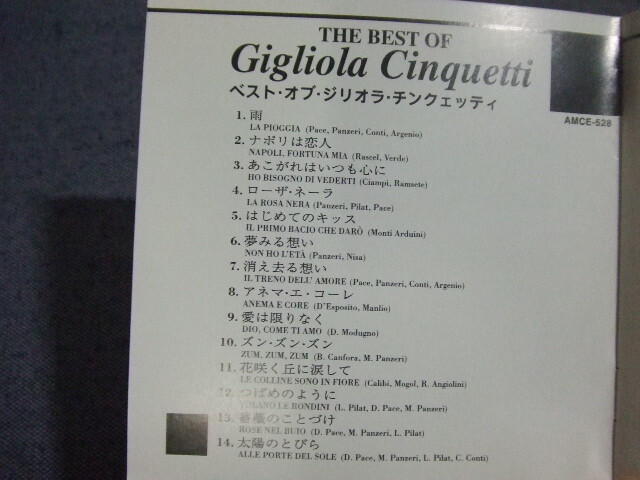 THE BEST OF
Gigliola Cinquetti
ベスト・オブ・ジリオラ・チンクェッティ
AMCE-528
1. 雨
LA PIOGGIA (Pace, Panzeri, Conti, Argenio)
2. ナポリは恋人
NAPOLI, FORTUNA MIA (Rascel, Verde)
3. あこがれはいつも心に
HO BISOGNO DI VEDERTI (Ciampi, Ramsete)
4. ローザ・ネーラ
LA ROSA NERA (Panzeri, Pilat, Pace)
5. はじめてのキッス
IL PRIMO BACIO CHE DARÒ (Monti Arduini)
6. 夢みる想い
NON HO L'ETÀ (Panzeri, Nisa)
7. 消え去る想い
IL TRENO DELL' AMORE (Pace, Panzeri, Conti, Argenio)
8. アネマ・エ・コーレ
ANEMA E CORE (D'Esposito, Manlio)
9. 愛は限りなく
DIO, COME TI AMO (D. Modugno)
10. ズン・ズン・ズン
ZUM, ZUM, ZUM (B. Canfora, M. Panzeri)
11. 花咲く丘に涙して
LE COLLINE SONO IN FIORE (Calibi, Mogol, R. Angiolini)
12. つばめのように
VOLANO LE RONDINI (L. Pilat, D. Pace, M. Panzeri)
13. 薔薇のことづけ
ROSE NEL BUIO (D. Pace, M. Panzeri, L. Pilat)
14. 太陽のとびら
ALLE PORTE DEL SOLE (D. Pace, M. Panzeri, L. Pilat, C. Conti)